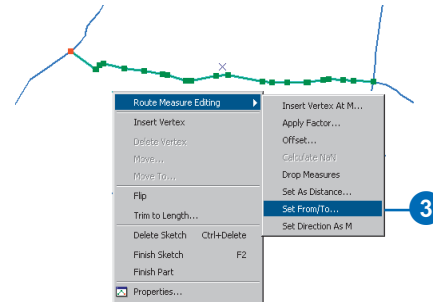 Route Measure Editing
Insert Vertex
Delete Vertex
Move...
Move To...
Flip
Trim to Length...
Delete Sketch Ctrl+Delete
Finish Sketch F2
Finish Part
Properties...
Insert Vertex At M...
Apply Factor...
Offset...
Calculate NaN
Drop Measures
Set As Distance...
Set From/To...
Set Direction As M
3